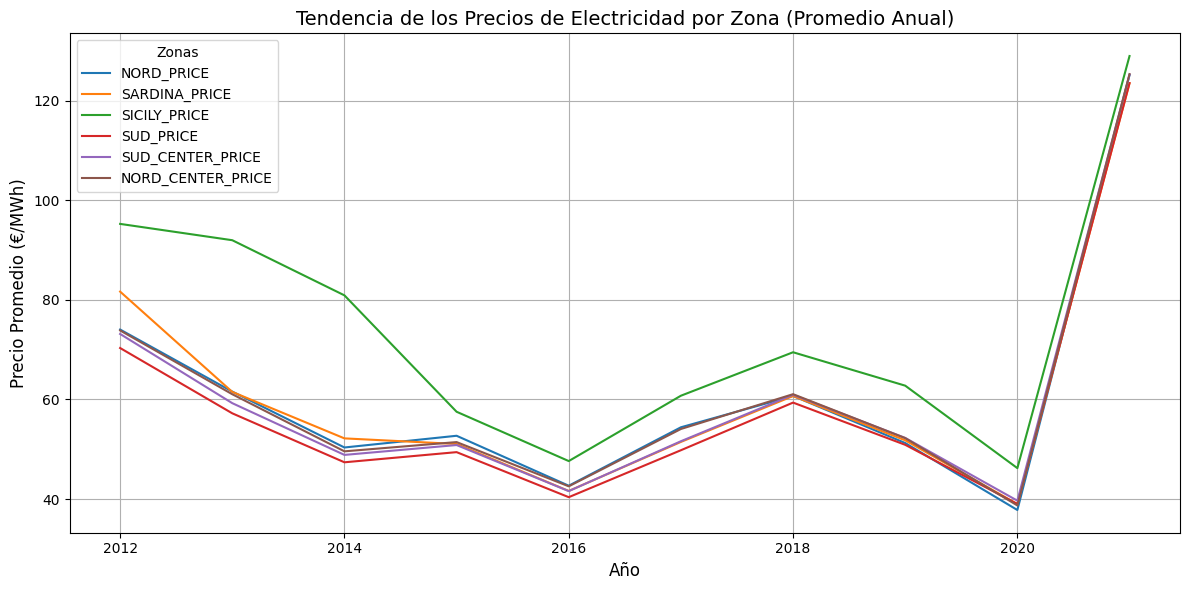 Tendencia de los Precios de Electricidad por Zona (Promedio Anual)
Zonas
NORD_PRICE
SARDINA_PRICE
SICILY_PRICE
SUD_PRICE
SUD_CENTER_PRICE
NORD_CENTER_PRICE
Precio Promedio (€/MWh)
120
100
80
60
40
2012
2014
2016
2018
2020
Año